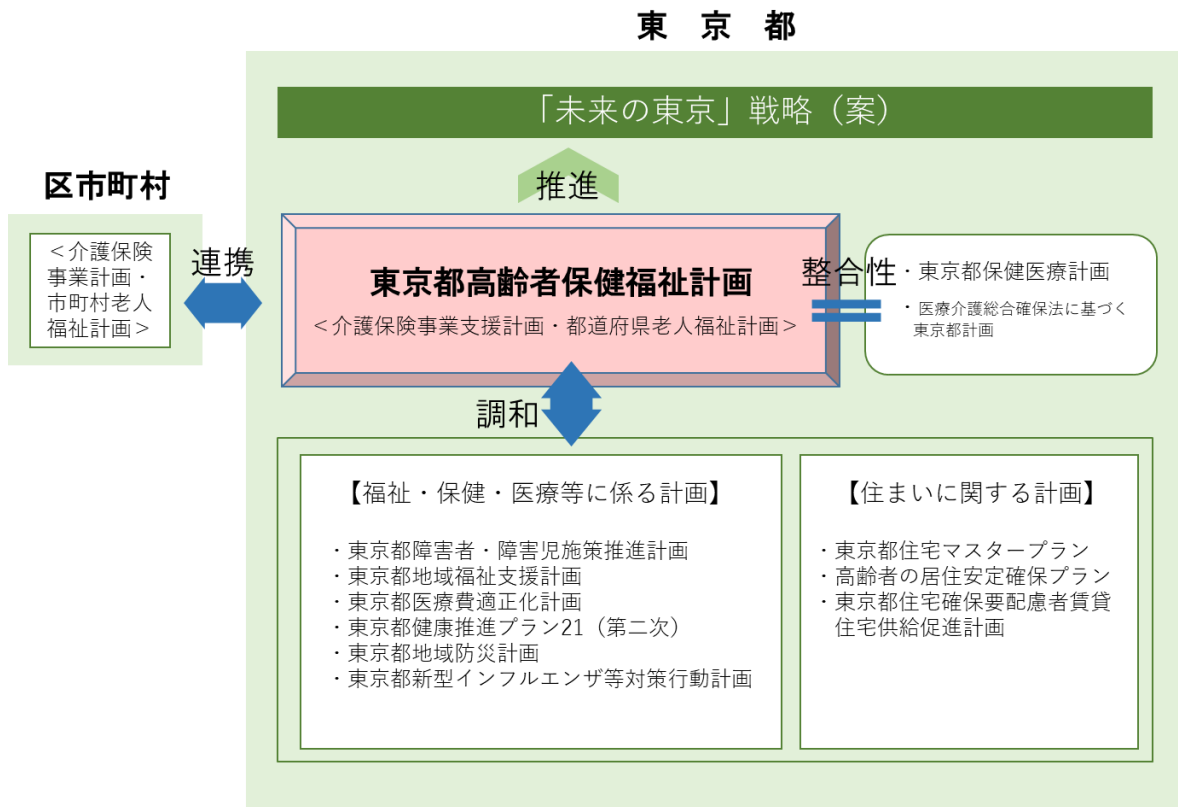 東 京 都
「未来の東京」戦略（案）
推進
区市町村
＜介護保険
事業計画・
市町村老人
福祉計画＞
連携
東京都高齢者保健福祉計画
＜介護保険事業支援計画・都道府県老人福祉計画＞
整合性
・東京都保健医療計画
・医療介護総合確保法に基づく
東京都計画
調和
【福祉・保健・医療等に係る計画】
・東京都障害者・障害児施策推進計画
・東京都地域福祉支援計画
・東京都医療費適正化計画
・東京都健康推進プラン21（第二次）
・東京都地域防災計画
・東京都新型インフルエンザ等対策行動計画
【住まいに関する計画】
・東京都住宅マスタープラン
・高齢者の居住安定確保プラン
・東京都住宅確保要配慮者賃貸
住宅供給促進計画